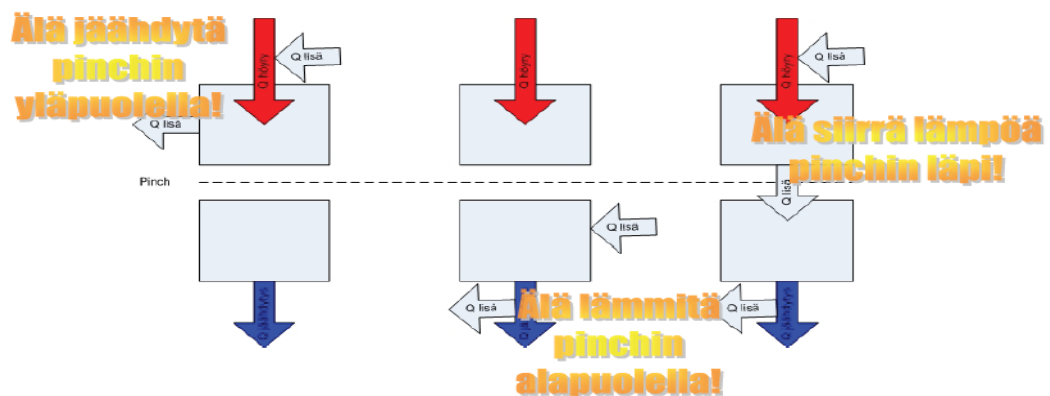 Älä jäähdytä
pinchin
yläpuolella!
Q höyry
Q lisä
Q lisä
Q höyry
Q höyry
Q lisä
Älä siirrä lämpöä
pinchin läpi!
Pinch
Q lisä
Q lisä
Q jäähdytys
Q lisä
Älä lämmitä
pinchin
alapuolella!
Q lisä
Q jäähdytys